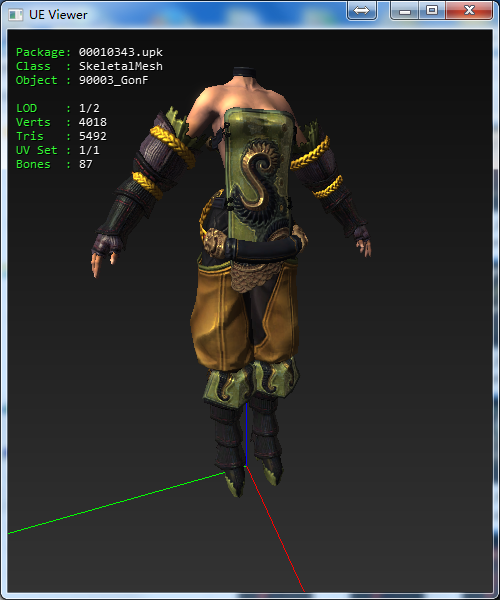 UE Viewer
Package: 00010343.upk
Class : SkeletalMesh
Object : 90003_GonF
LOD : 1/2
Verts : 4018
Tris : 5492
UV Set : 1/1
Bones : 87